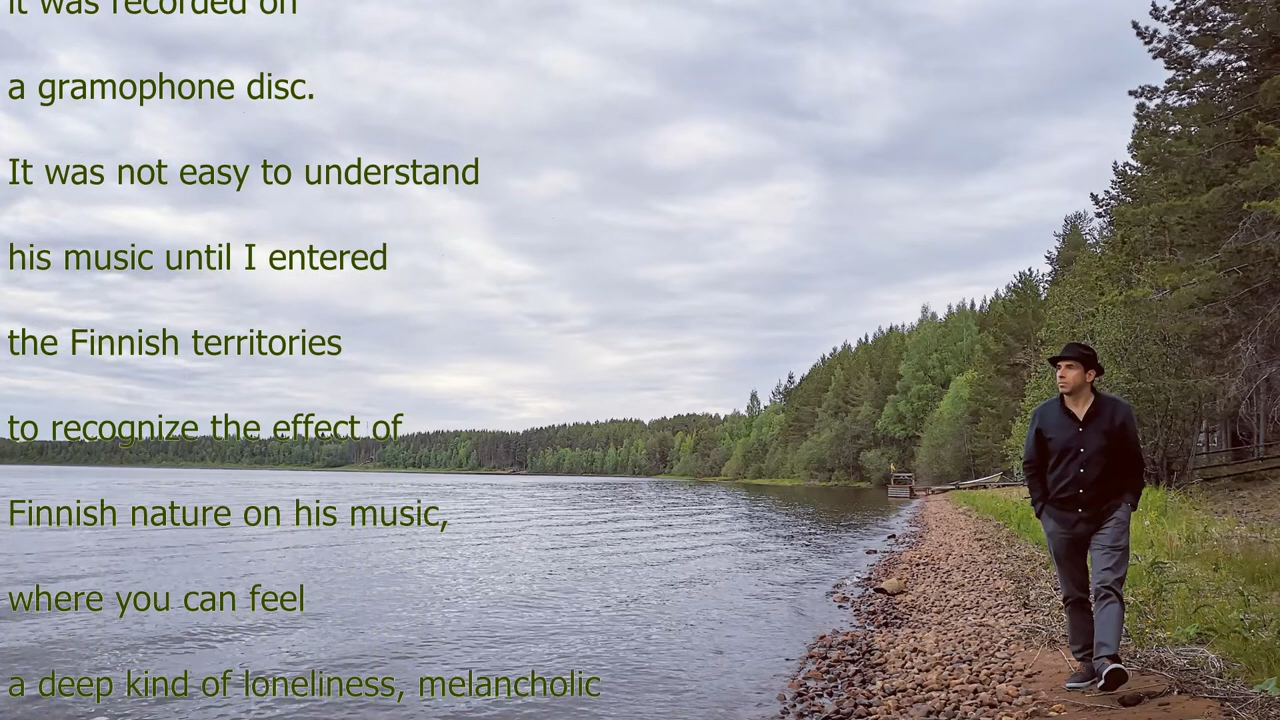 it was recorded on
a gramophone disc.
It was not easy to understand
his music until I entered
the Finnish territories
to recognize the effect of
Finnish nature on his music,
where you can feel
a deep kind of loneliness, melancholic